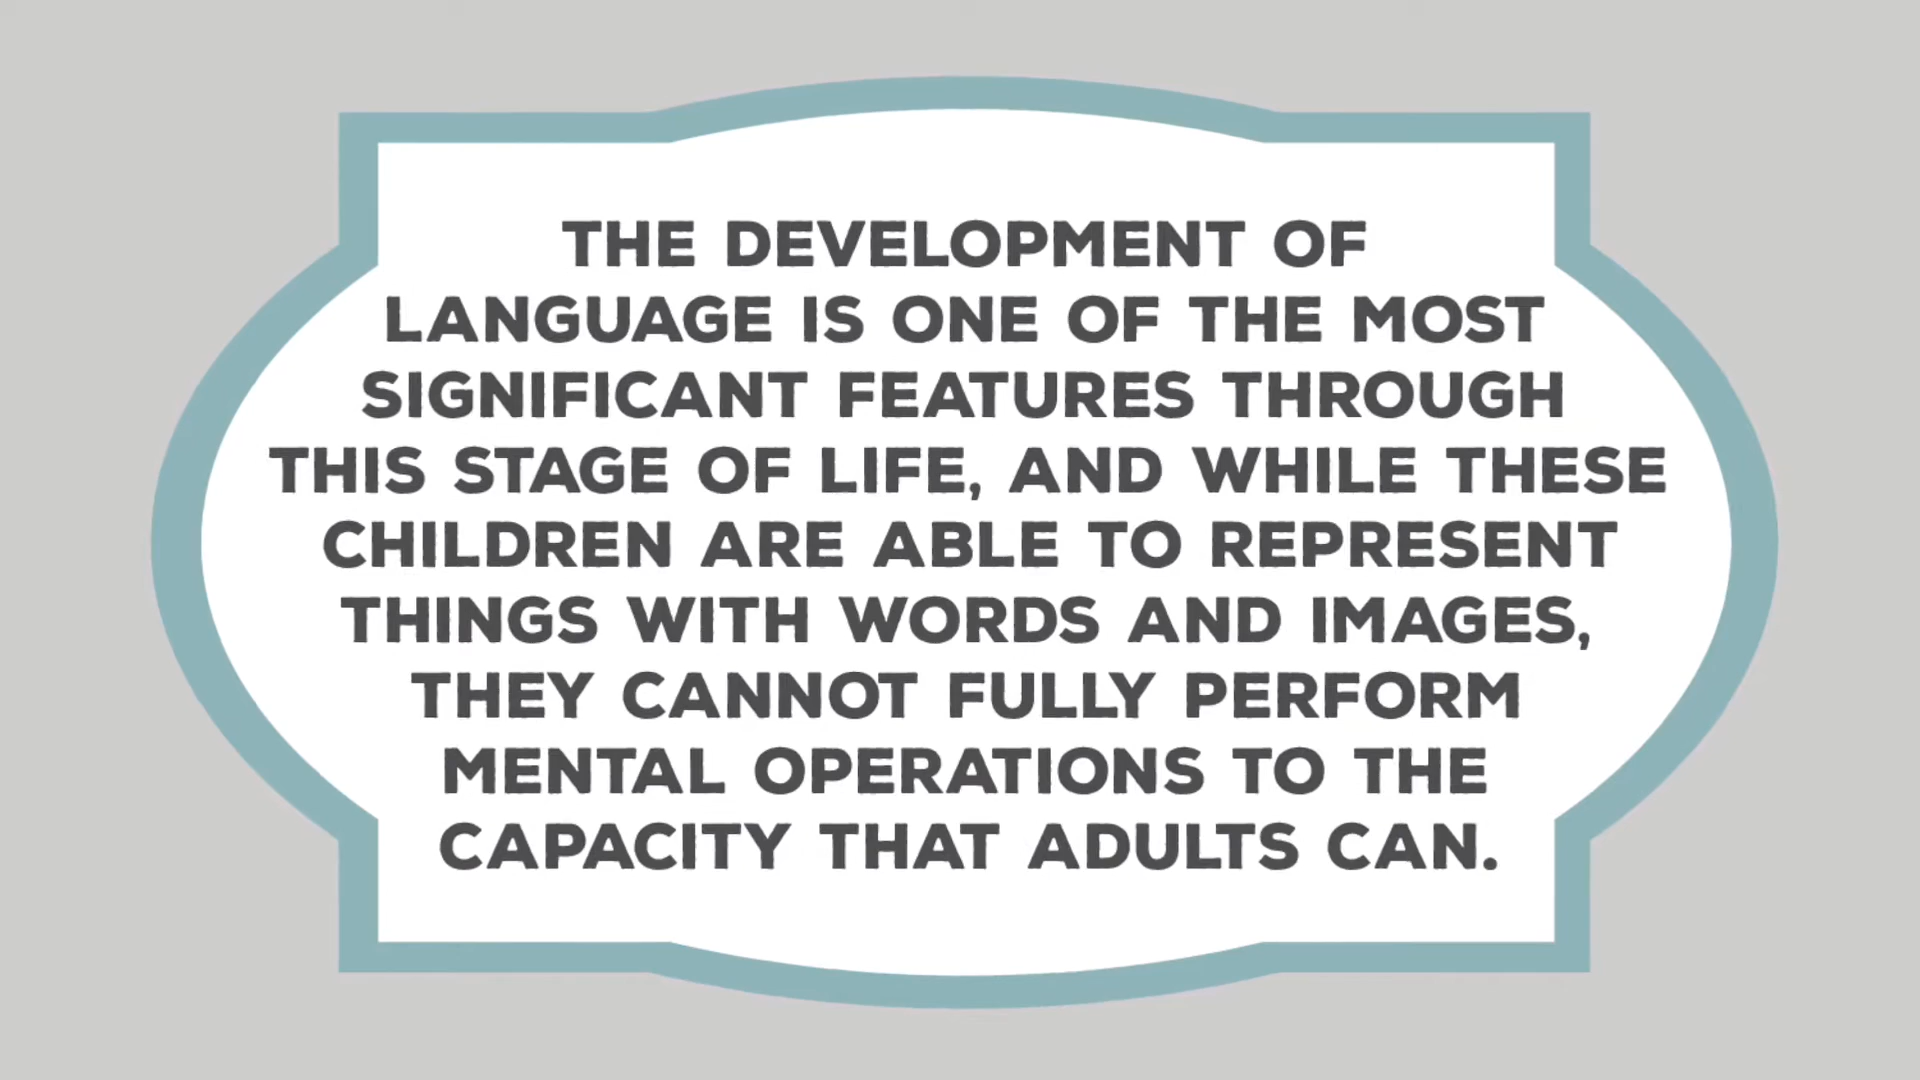 THE DEVELOPMENT OF
LANGUAGE IS ONE OF THE MOST
SIGNIFICANT FEATURES THROUGH
THIS STAGE OF LIFE, AND WHILE THESE
CHILDREN ARE ABLE TO REPRESENT
THINGS WITH WORDS AND IMAGES,
THEY CANNOT FULLY PERFORM
MENTAL OPERATIONS TO THE
CAPACITY THAT ADULTS CAN.